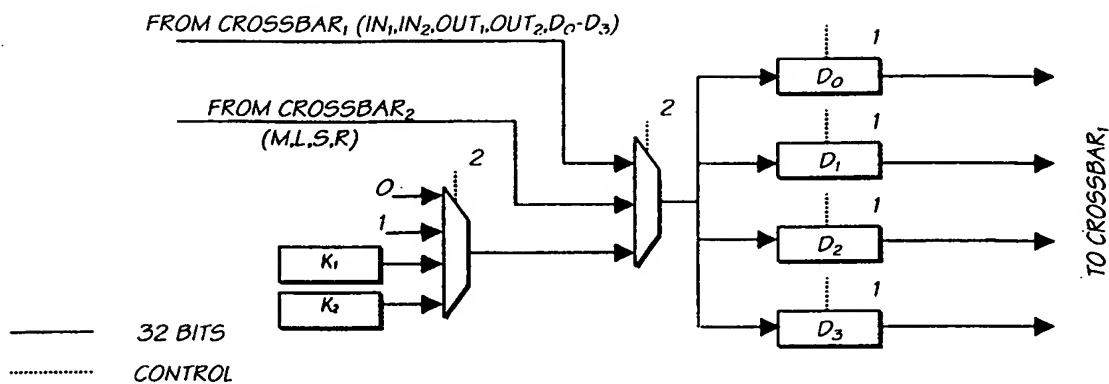 FROM CROSSBAR₁ (IN₁,IN₂,OUT₁,OUT₂,D₀-D₃)
1
D₀
FROM CROSSBAR₂
(M,L,S,R)
2
1
D₁
2
0
1
1
D₂
K₁
K₂
1
D₃
TO CROSSBAR₁
32 BITS
CONTROL